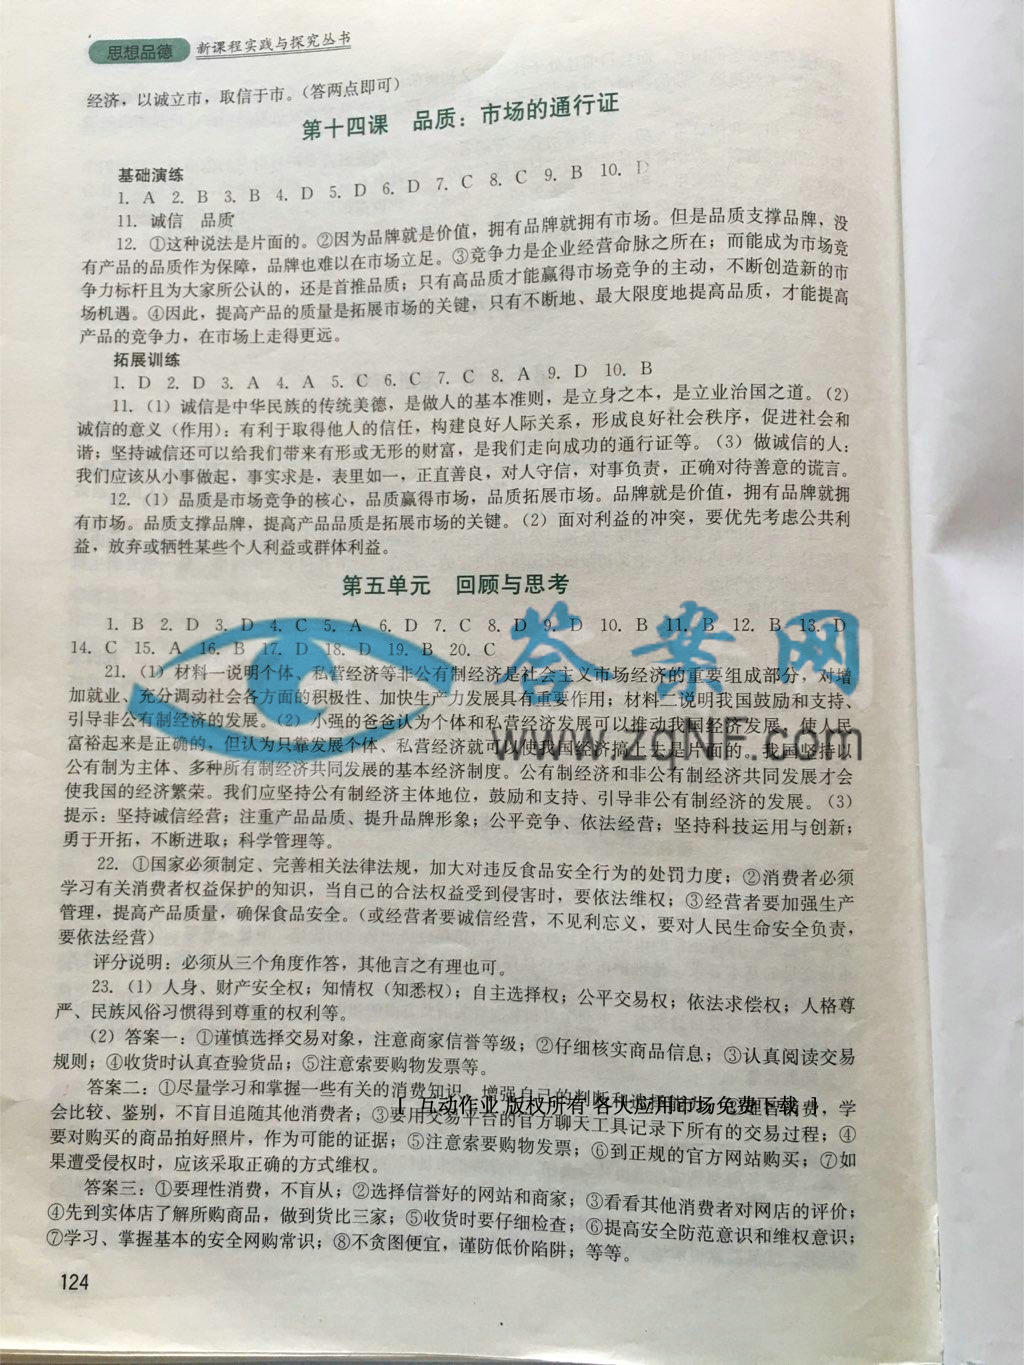 思想品德 新课程实践与探究丛书
经济，以诚立市，取信于市。（答两点即可）
第十四课 品质：市场的通行证
基础演练
1. A 2. B 3. B 4. D 5. D 6. D 7. C 8. C 9. B 10. D
11. 诚信 品质
12. ①这种说法是片面的。②因为品牌就是价值，拥有品牌就拥有市场。但是品质支撑品牌，没
有产品的品质作为保障，品牌也难以在市场立足。③竞争力是企业经营命脉之所在；而能成为市场竞
争力标杆且为大家所公认的，还是首推品质；只有高品质才能赢得市场竞争的主动，不断创造新的市
场机遇。④因此，提高产品的质量是拓展市场的关键，只有不断地、最大限度地提高品质，才能提高
产品的竞争力，在市场上走得更远。
拓展训练
1. D 2. D 3. A 4. A 5. C 6. C 7. C 8. A 9. D 10. B
11.（1）诚信是中华民族的传统美德，是做人的基本准则，是立身之本，是立业治国之道。（2）
诚信的意义（作用）：有利于取得他人的信任，构建良好人际关系，形成良好社会秩序，促进社会和
谐；坚持诚信还可以给我们带来有形或无形的财富，是我们走向成功的通行证等。（3）做诚信的人：
我们应该从小事做起，事实求是，表里如一，正直善良，对人守信，对事负责，正确对待善意的谎言。
12.（1）品质是市场竞争的核心，品质赢得市场，品质拓展市场。品牌就是价值，拥有品牌就拥
有市场。品质支撑品牌，提高产品品质是拓展市场的关键。（2）面对利益的冲突，要优先考虑公共利
益，放弃或牺牲某些个人利益或群体利益。
第五单元 回顾与思考
1. B 2. D 3. D 4. C 5. A 6. D 7. C 8. D 9. D 10. B 11. B 12. B 13. D
14. C 15. A 16. B 17. D 18. D 19. B 20. C
21.（1）材料一说明个体、私营经济等非公有制经济是社会主义市场经济的重要组成部分，对增
加就业、充分调动社会各方面的积极性、加快生产力发展具有重要作用；材料二说明我国鼓励和支持、
引导非公有制经济的发展。（2）小强的爸爸认为个体和私营经济发展可以推动我国经济发展，使人民
富裕起来是正确的，但认为只靠发展个体、私营经济就可以使我国经济搞上去是片面的。我国坚持以
公有制为主体、多种所有制经济共同发展的基本经济制度。公有制经济和非公有制经济共同发展才会
使我国的经济繁荣。我们应坚持公有制经济主体地位，鼓励和支持、引导非公有制经济的发展。（3）
提示：坚持诚信经营；注重产品品质、提升品牌形象；公平竞争、依法经营；坚持科技运用与创新；
勇于开拓，不断进取；科学管理等。
22. ①国家必须制定、完善相关法律法规，加大对违反食品安全行为的处罚力度；②消费者必须
学习有关消费者权益保护的知识，当自己的合法权益受到侵害时，要依法维权；③经营者要加强生产
管理，提高产品质量，确保食品安全。（或经营者要诚信经营，不见利忘义，要对人民生命安全负责，
要依法经营）
评分说明：必须从三个角度作答，其他言之有理也可。
23.（1）人身、财产安全权；知情权（知悉权）；自主选择权；公平交易权；依法求偿权；人格尊
严、民族风俗习惯得到尊重的权利等。
（2）答案一：①谨慎选择交易对象，注意商家信誉等级；②仔细核实商品信息；③认真阅读交易
规则；④收货时认真查验货品；⑤注意索要购物发票等。
答案二：①尽量学习和掌握一些有关的消费知识，增强自己的判断和选择 理智消费，学
会比较、鉴别，不盲目追随其他消费者；③要用交易平台的官方聊天工具记录下所有的交易过程；④
要对购买的商品拍好照片，作为可能的证据；⑤注意索要购物发票；⑥到正规的官方网站购买；⑦如
果遭受侵权时，应该采取正确的方式维权。
答案三：①要理性消费，不盲从；②选择信誉好的网站和商家；③看看其他消费者对网店的评价；
④先到实体店了解所购商品，做到货比三家；⑤收货时要仔细检查；⑥提高安全防范意识和维权意识；
⑦学习、掌握基本的安全网购常识；⑧不贪图便宜，谨防低价陷阱；等等。
124
答案网
www.zqNF.com
[ 互动作业 版权所有 各大应用市场免费下载 ]